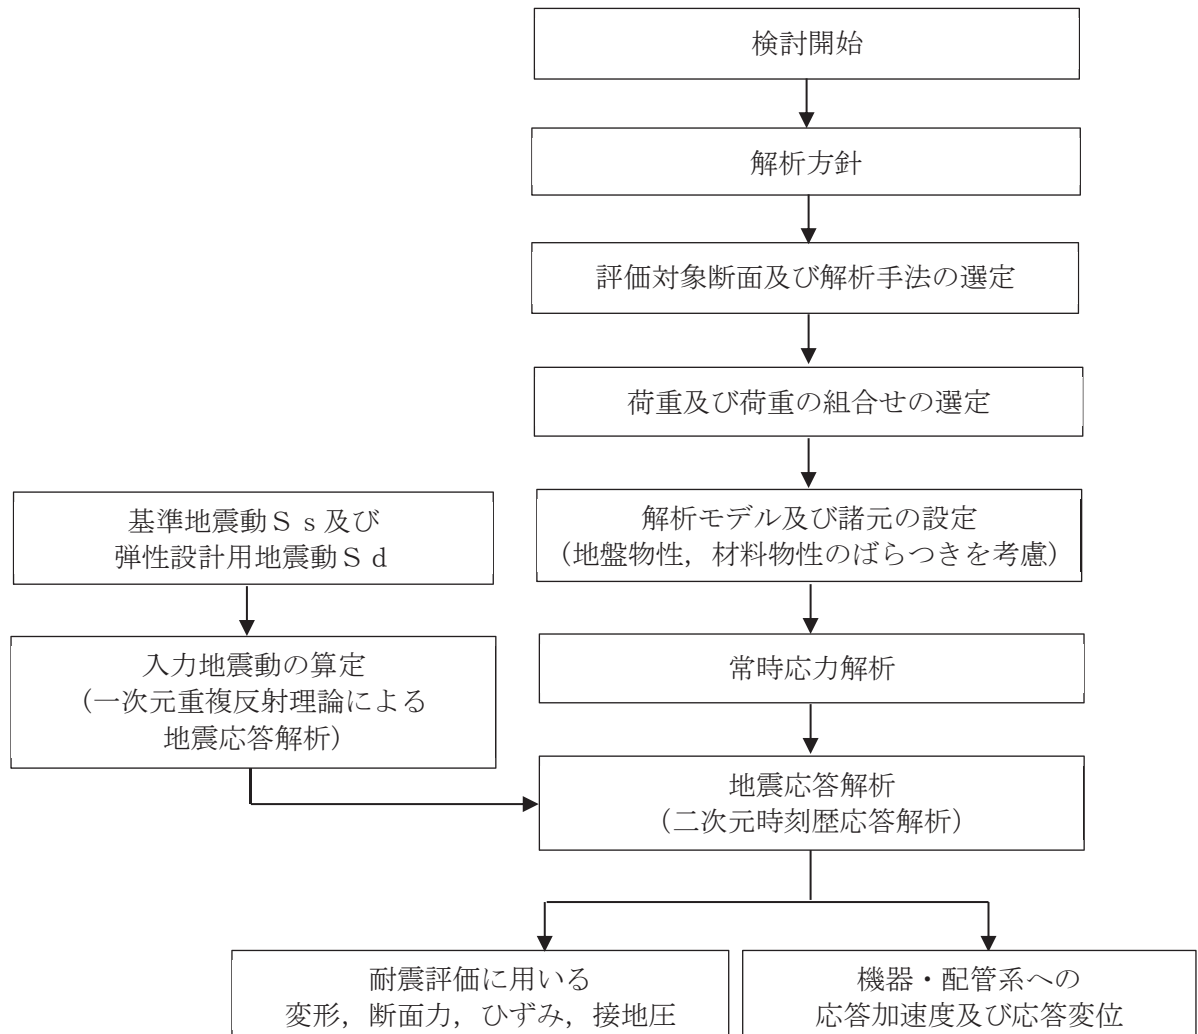 検討開始
解析方針
評価対象断面及び解析手法の選定
荷重及び荷重の組合せの選定
基準地震動Ｓｓ及び
弾性設計用地震動Ｓｄ
解析モデル及び諸元の設定
（地盤物性，材料物性のばらつきを考慮）
入力地震動の算定
（一次元重複反射理論による
地震応答解析）
常時応力解析
地震応答解析
（二次元時刻歴応答解析）
耐震評価に用いる
変形，断面力，ひずみ，接地圧
機器・配管系への
応答加速度及び応答変位